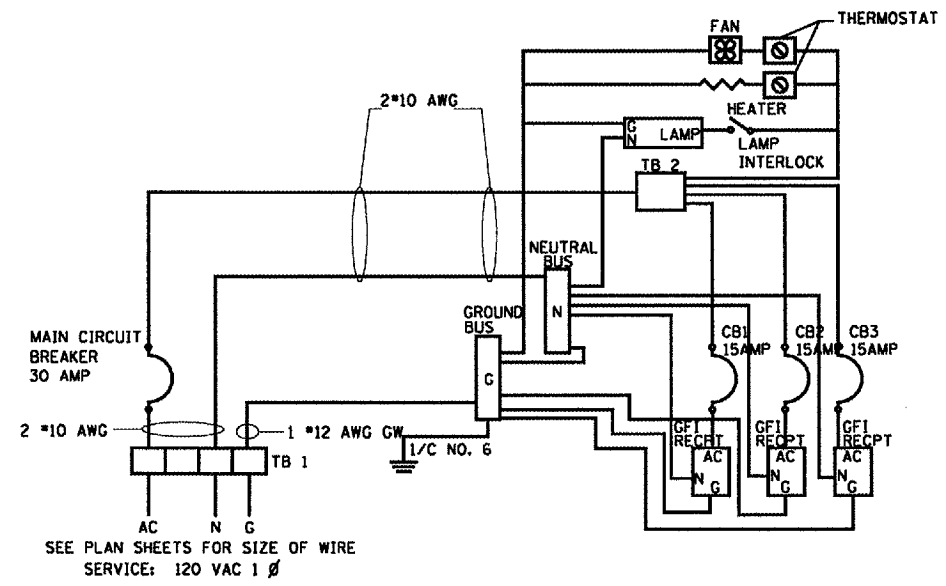 THERMOSTAT
FAN
2#10 AWG
HEATER
G
N
LAMP
LAMP
INTERLOCK
TB 2
NEUTRAL
BUS
N
GROUND
BUS
G
MAIN CIRCUIT
BREAKER
30 AMP
CB1
15AMP
CB2
15AMP
CB3
15AMP
2 #10 AWG
1 #12 AWG GW
1/C NO. 6
TB 1
GFI
RECPT
AC
N
G
GFI
RECPT
AC
N
G
GFI
RECPT
AC
N
G
AC
N
G
SEE PLAN SHEETS FOR SIZE OF WIRE
SERVICE: 120 VAC 1 Ø